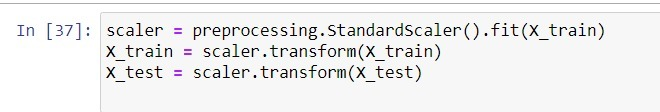 In [37]: scaler = preprocessing.StandardScaler().fit(X_train)
X_train = scaler.transform(X_train)
X_test = scaler.transform(X_test)